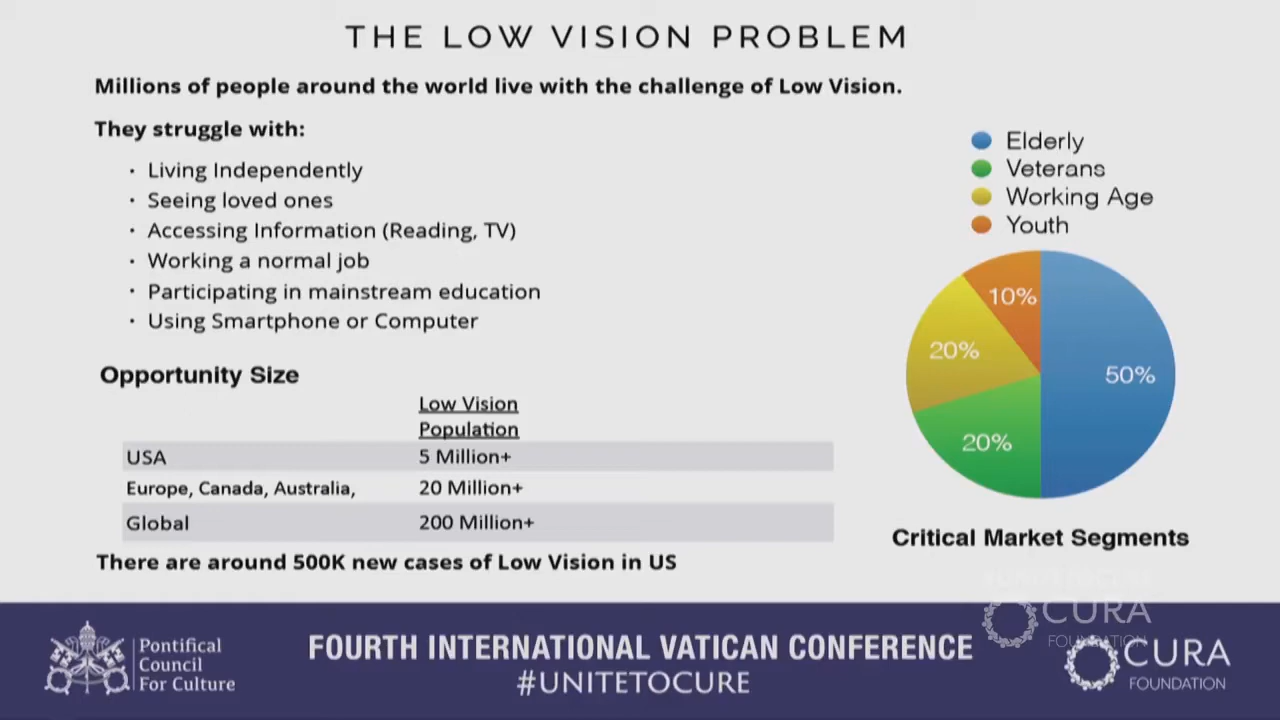 THE LOW VISION PROBLEM
Millions of people around the world live with the challenge of Low Vision.
They struggle with:
· Living Independently
· Seeing loved ones
· Accessing Information (Reading, TV)
· Working a normal job
· Participating in mainstream education
· Using Smartphone or Computer
Elderly
Veterans
Working Age
Youth
10%
20%
50%
20%
Critical Market Segments
Opportunity Size
Low Vision
Population
USA 5 Million+
Europe, Canada, Australia, 20 Million+
Global 200 Million+
There are around 500K new cases of Low Vision in US
Pontifical
Council
For Culture
FOURTH INTERNATIONAL VATICAN CONFERENCE
#UNITETOCURE
CURA
FOUNDATION
CURA
FOUNDATION